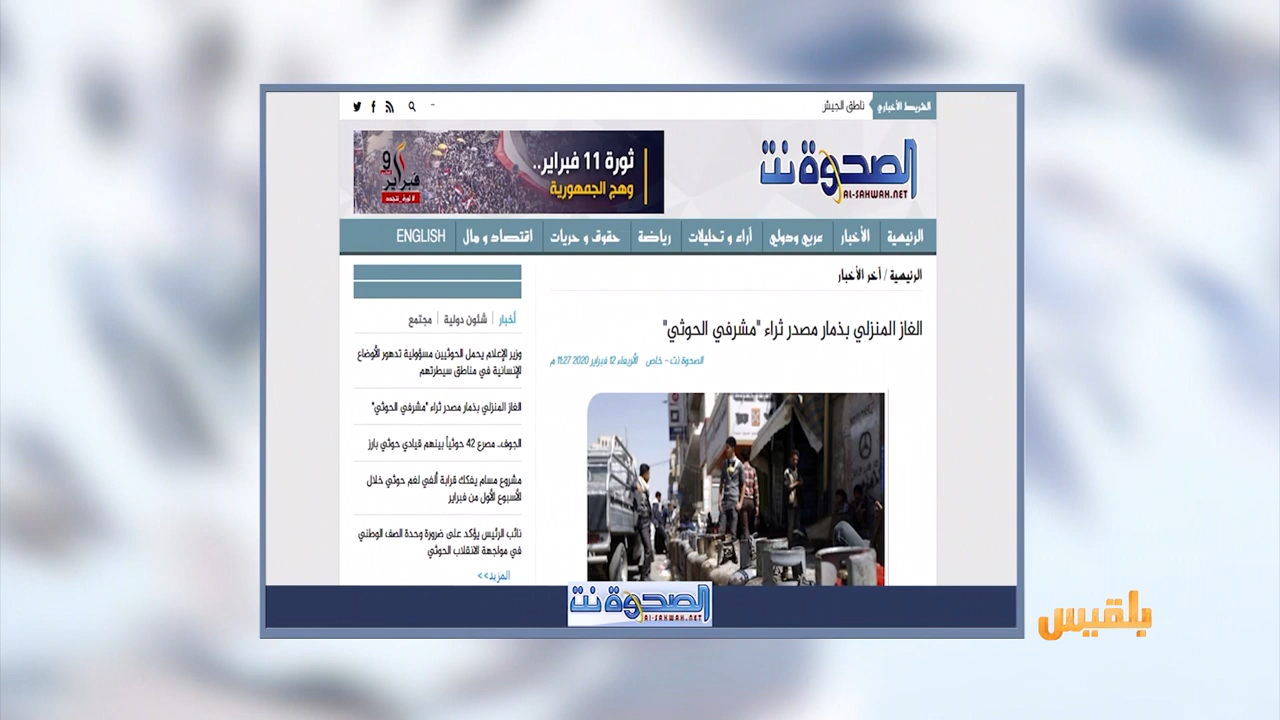 الشريط الأخباري
ناطق الجيش
الصحوة نت
AL-SAHWAH.NET
ثورة 11 فبراير..
وهج الجمهورية
فبراير
9
الرئيسية
الأخبار
عربي ودولي
آراء و تحليلات
رياضة
حقوق و حريات
اقتصاد و مال
ENGLISH
الرئيسية / آخر الأخبار
الغاز المنزلي بذمار مصدر ثراء "مشرفي الحوثي"
الصحوة نت - خاص الأربعاء 12 فبراير 2020 11:27 م
أخبار
شئون دولية
مجتمع
وزير الإعلام يحمل الحوثيين مسؤولية تدهور الأوضاع
الإنسانية في مناطق سيطرتهم
الغاز المنزلي بذمار مصدر ثراء "مشرفي الحوثي"
الجوف.. مصرع 42 حوثياً بينهم قيادي حوثي بارز
مشروع مسام يفكك قرابة ألفي لغم حوثي خلال
الأسبوع الأول من فبراير
نائب الرئيس يؤكد على ضرورة وحدة الصف الوطني
في مواجهة الانقلاب الحوثي
المزيد>>
الصحوة نت
AL-SAHWAH.NET
بلقيس